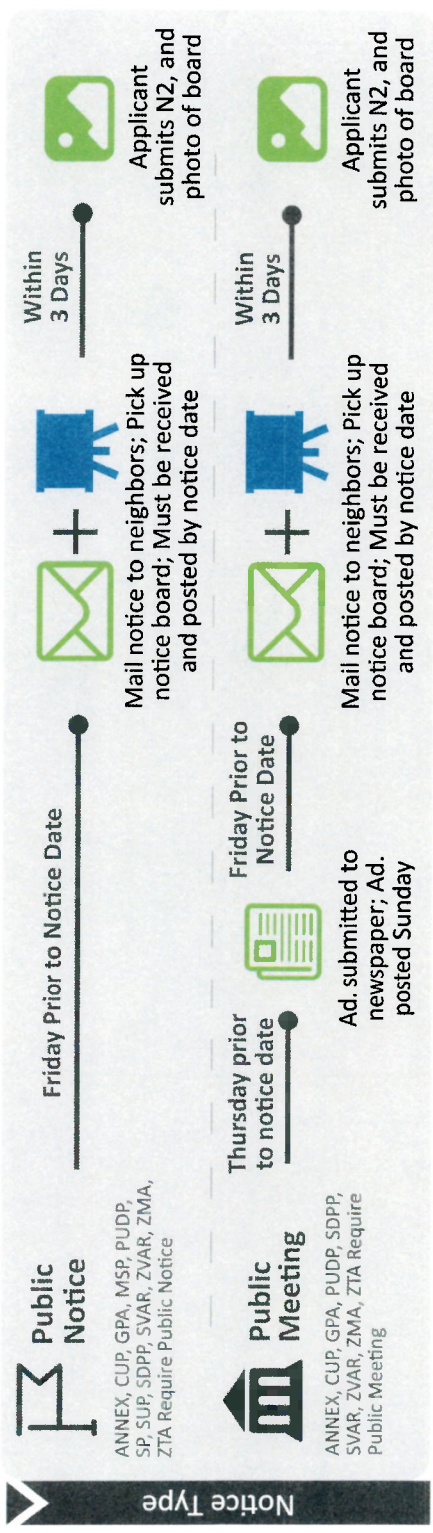 Notice Type
Public
Notice
ANNEX, CUP, GPA, MSP, PUDP,
SP, SUP, SDPP, SVAR, ZVAR, ZMA,
ZTA Require Public Notice
Friday Prior to Notice Date
Mail notice to neighbors; Pick up
notice board; Must be received
and posted by notice date
Within
3 Days
Applicant
submits N2, and
photo of board
Public
Meeting
ANNEX, CUP, GPA, PUDP, SDPP,
SVAR, ZVAR, ZMA, ZTA Require
Public Meeting
Thursday prior
to notice date
Ad. submitted to
newspaper; Ad.
posted Sunday
Friday Prior to
Notice Date
Mail notice to neighbors; Pick up
notice board; Must be received
and posted by notice date
Within
3 Days
Applicant
submits N2, and
photo of board